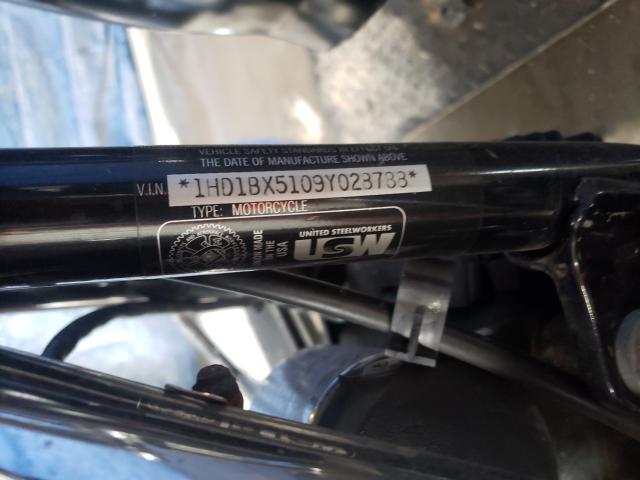 VEHICLE SAFETY STANDARDS IN EFFECT ON
THE DATE OF MANUFACTURE SHOWN ABOVE
V.I.N. *1HD1BX5109Y023783*
TYPE: MOTORCYCLE
UNION MADE
IN THE
USA
UNITED STEELWORKERS
USW